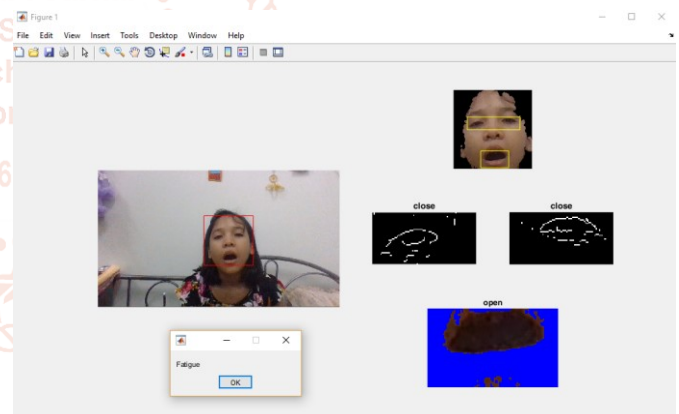 Figure 1
File Edit View Insert Tools Desktop Window Help
close close
open
Fatigue
OK